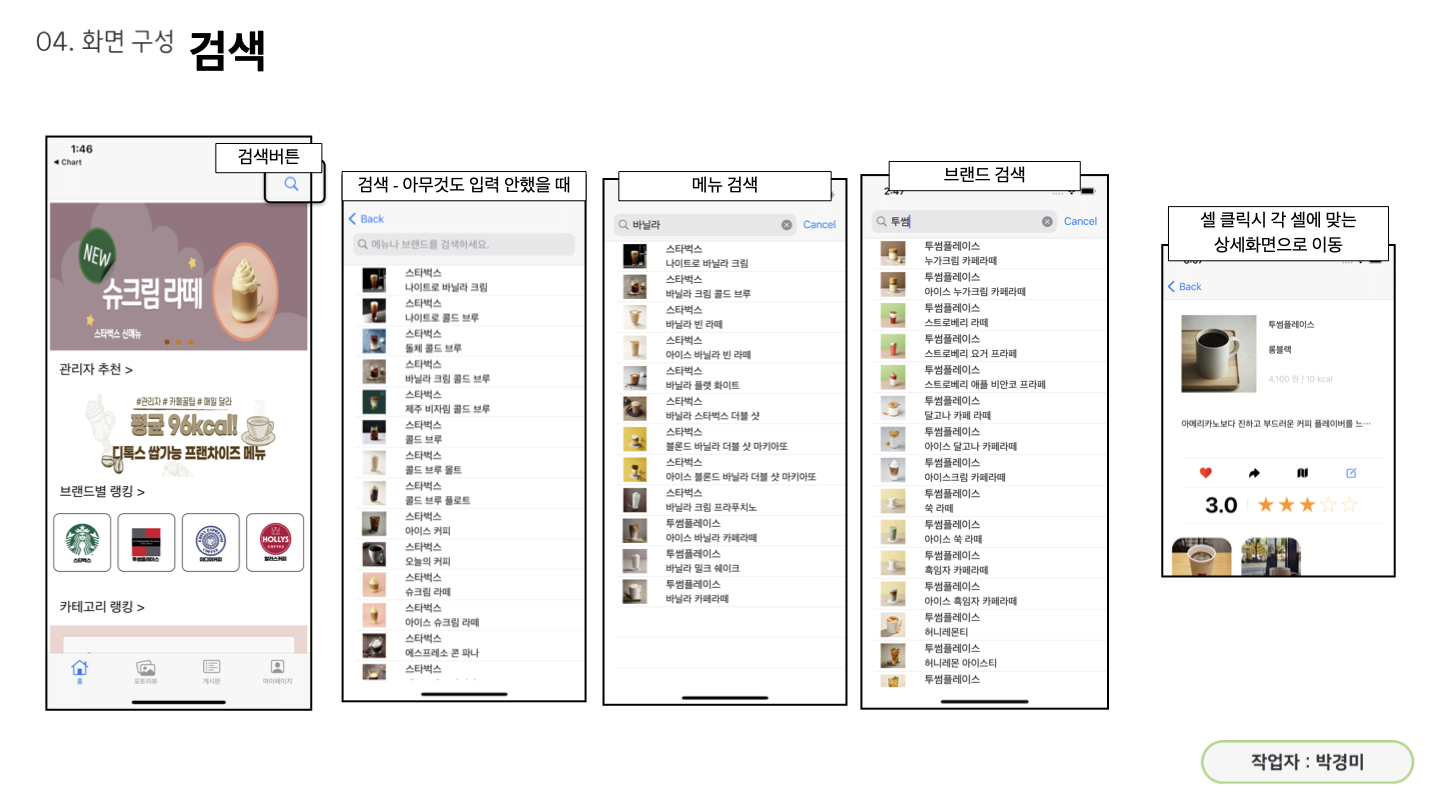 04. 화면 구성 검색
1:46
◀ Chart
검색버튼
NEW
슈크림 라떼
스타벅스 신메뉴
관리자 추천 >
#관리자 # 카페꿀팁 # 매일 달라
평균 96kcal!
디톡스 쌉가능 프랜차이즈 메뉴
브랜드별 랭킹 >
스타벅스
투썸플레이스
이디야커피
HOLLYS
COFFEE
할리스커피
카테고리 랭킹 >
홈
포토리뷰
게시판
마이페이지
검색 - 아무것도 입력 안했을 때
Back
메뉴나 브랜드를 검색하세요.
스타벅스
나이트로 바닐라 크림
스타벅스
나이트로 콜드 브루
스타벅스
돌체 콜드 브루
스타벅스
바닐라 크림 콜드 브루
스타벅스
제주 비자림 콜드 브루
스타벅스
콜드 브루
스타벅스
콜드 브루 몰트
스타벅스
콜드 브루 플로트
스타벅스
아이스 커피
스타벅스
오늘의 커피
스타벅스
슈크림 라떼
스타벅스
아이스 슈크림 라떼
스타벅스
에스프레소 콘 파나
스타벅스
메뉴 검색
바닐라
Cancel
스타벅스
나이트로 바닐라 크림
스타벅스
바닐라 크림 콜드 브루
스타벅스
바닐라 빈 라떼
스타벅스
아이스 바닐라 빈 라떼
스타벅스
바닐라 플랫 화이트
스타벅스
바닐라 스타벅스 더블 샷
스타벅스
블론드 바닐라 더블 샷 마키아또
스타벅스
아이스 블론드 바닐라 더블 샷 마키아또
스타벅스
바닐라 크림 프라푸치노
투썸플레이스
아이스 바닐라 카페라떼
투썸플레이스
바닐라 밀크 쉐이크
투썸플레이스
바닐라 카페라떼
브랜드 검색
투썸
Cancel
투썸플레이스
누가크림 카페라떼
투썸플레이스
아이스 누가크림 카페라떼
투썸플레이스
스트로베리 라떼
투썸플레이스
스트로베리 요거 프라페
투썸플레이스
스트로베리 애플 비안코 프라페
투썸플레이스
달고나 카페 라떼
투썸플레이스
아이스 달고나 카페라떼
투썸플레이스
아이스크림 카페라떼
투썸플레이스
쑥 라떼
투썸플레이스
아이스 쑥 라떼
투썸플레이스
흑임자 카페라떼
투썸플레이스
아이스 흑임자 카페라떼
투썸플레이스
허니레몬티
투썸플레이스
허니레몬 아이스티
투썸플레이스
셀 클릭시 각 셀에 맞는
상세화면으로 이동
Back
투썸플레이스
롱블랙
4,100 원 / 10 kcal
아메리카노보다 진하고 부드러운 커피 플레이버를 느…
3.0
작업자 : 박경미